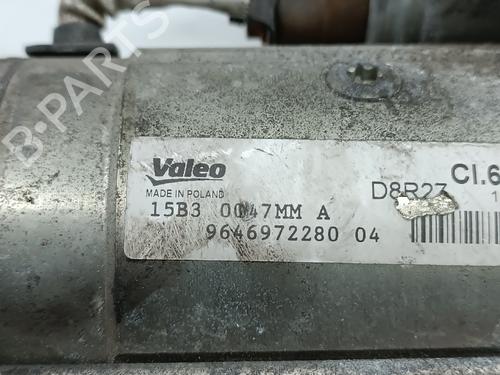 B-PARTS
Valeo
MADE IN POLAND
D8R27
CI.6
15B3 0047MM A
9646972280 04